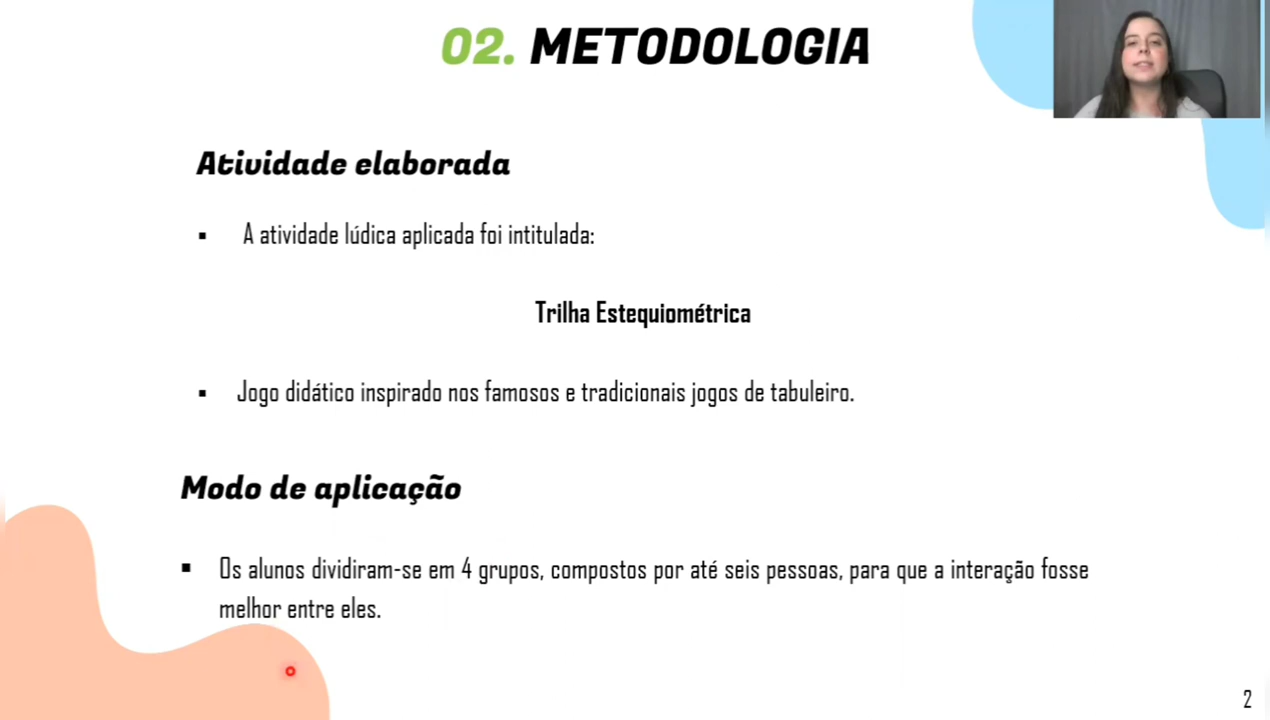 02. METODOLOGIA
Atividade elaborada
▪ A atividade lúdica aplicada foi intitulada:
Trilha Estequiométrica
▪ Jogo didático inspirado nos famosos e tradicionais jogos de tabuleiro.
Modo de aplicação
▪ Os alunos dividiram-se em 4 grupos, compostos por até seis pessoas, para que a interação fosse
melhor entre eles.
2